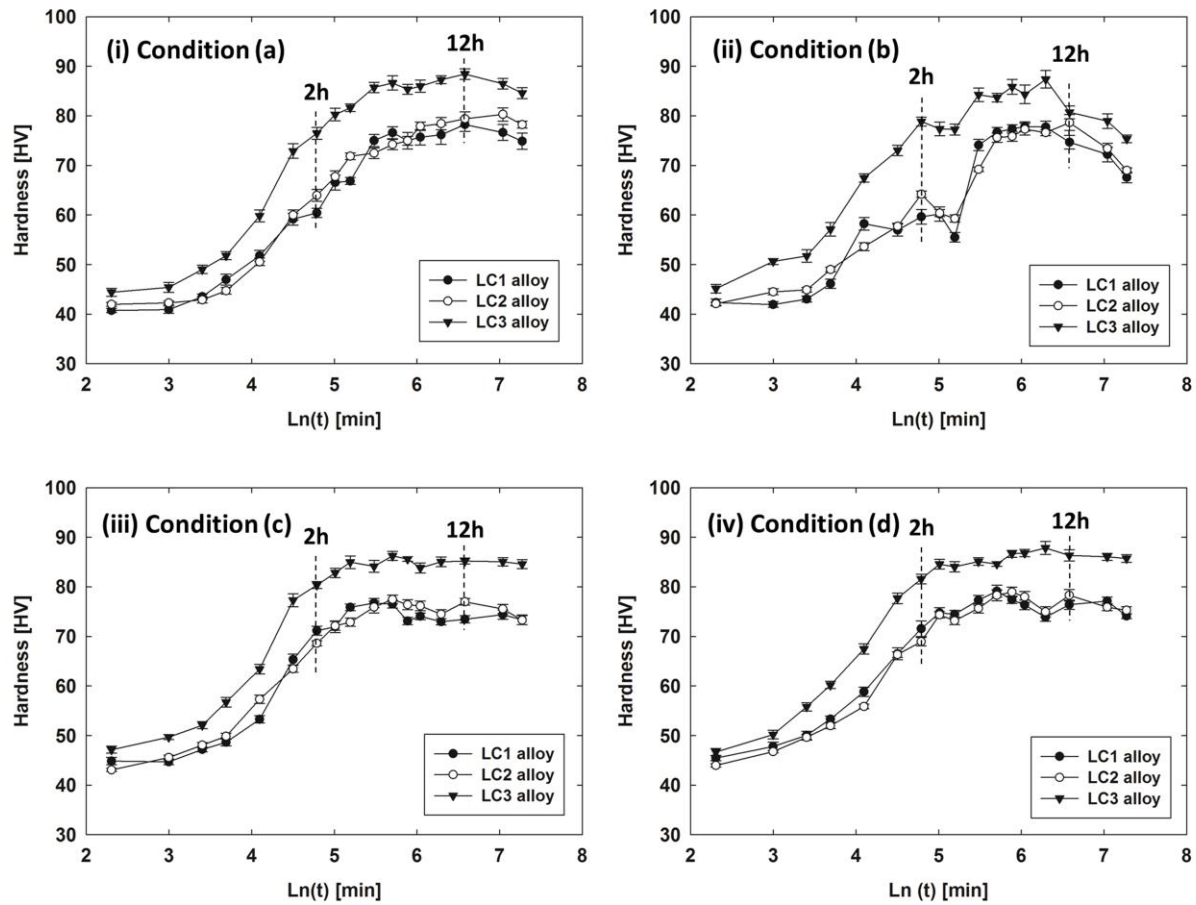 (i) Condition (a)
2h
12h
Hardness [HV]
100
90
80
70
60
50
40
30
LC1 alloy
LC2 alloy
LC3 alloy
2 3 4 5 6 7 8
Ln(t) [min]
(ii) Condition (b)
2h
12h
Hardness [HV]
100
90
80
70
60
50
40
30
LC1 alloy
LC2 alloy
LC3 alloy
2 3 4 5 6 7 8
Ln(t) [min]
(iii) Condition (c)
2h
12h
Hardness [HV]
100
90
80
70
60
50
40
30
LC1 alloy
LC2 alloy
LC3 alloy
2 3 4 5 6 7 8
Ln(t) [min]
(iv) Condition (d)
2h
12h
Hardness [HV]
100
90
80
70
60
50
40
30
LC1 alloy
LC2 alloy
LC3 alloy
2 3 4 5 6 7 8
Ln (t) [min]